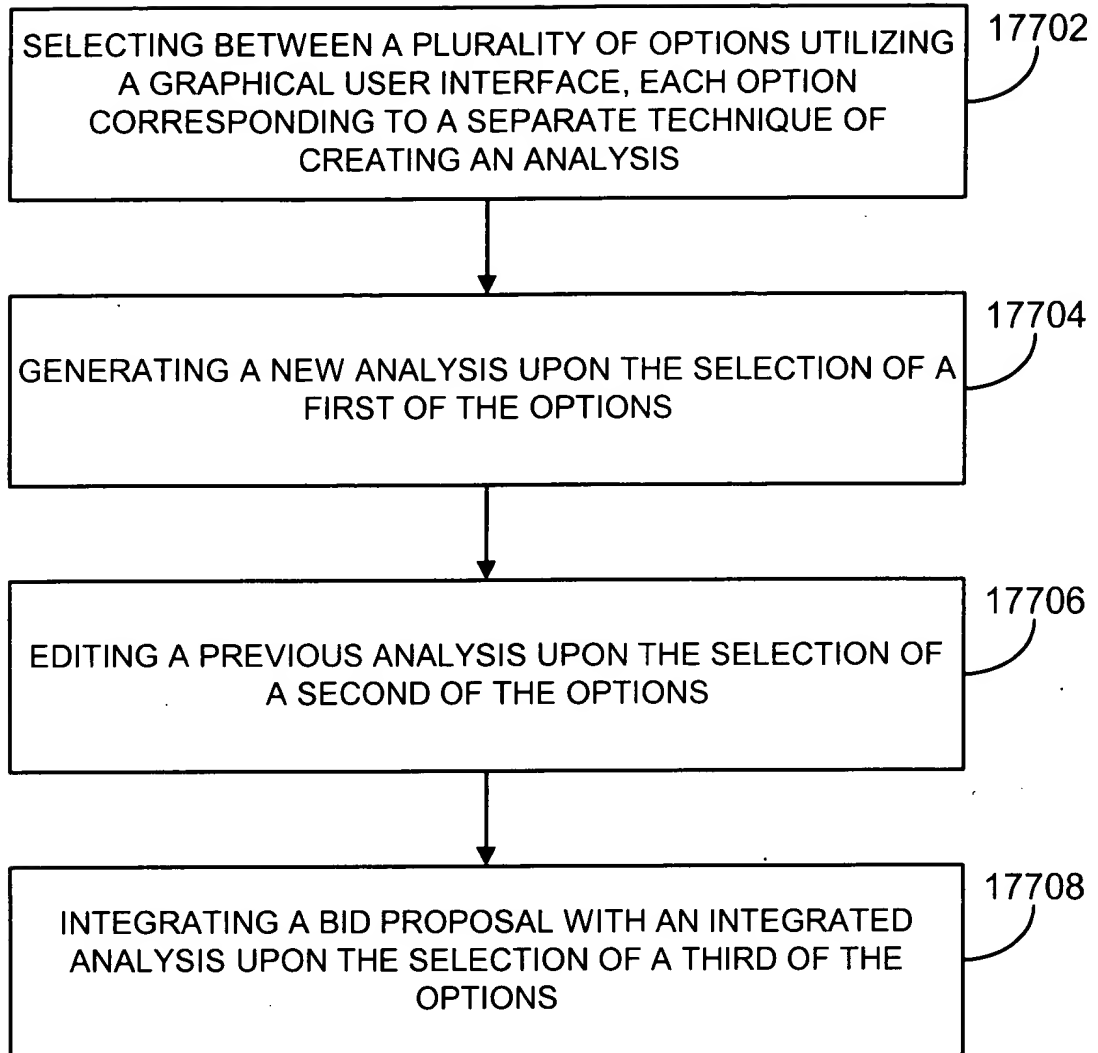 SELECTING BETWEEN A PLURALITY OF OPTIONS UTILIZING
A GRAPHICAL USER INTERFACE, EACH OPTION
CORRESPONDING TO A SEPARATE TECHNIQUE OF
CREATING AN ANALYSIS
17702
GENERATING A NEW ANALYSIS UPON THE SELECTION OF A
FIRST OF THE OPTIONS
17704
EDITING A PREVIOUS ANALYSIS UPON THE SELECTION OF
A SECOND OF THE OPTIONS
17706
INTEGRATING A BID PROPOSAL WITH AN INTEGRATED
ANALYSIS UPON THE SELECTION OF A THIRD OF THE
OPTIONS
17708